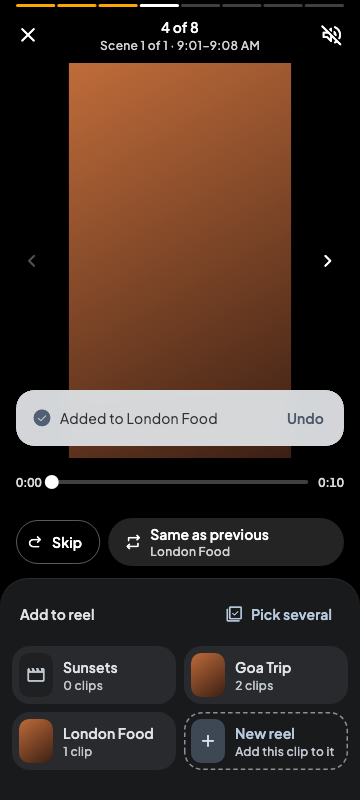 4 of 8
Scene 1 of 1 · 9:01–9:08 AM
Added to London Food
Undo
0:00
0:10
Skip
Same as previous
London Food
Add to reel
Pick several
Sunsets
0 clips
Goa Trip
2 clips
London Food
1 clip
New reel
Add this clip to it